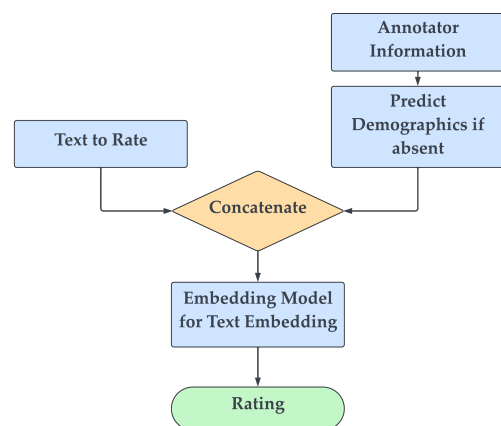 Annotator
Information
Predict
Demographics if
absent
Text to Rate
Concatenate
Embedding Model
for Text Embedding
Rating